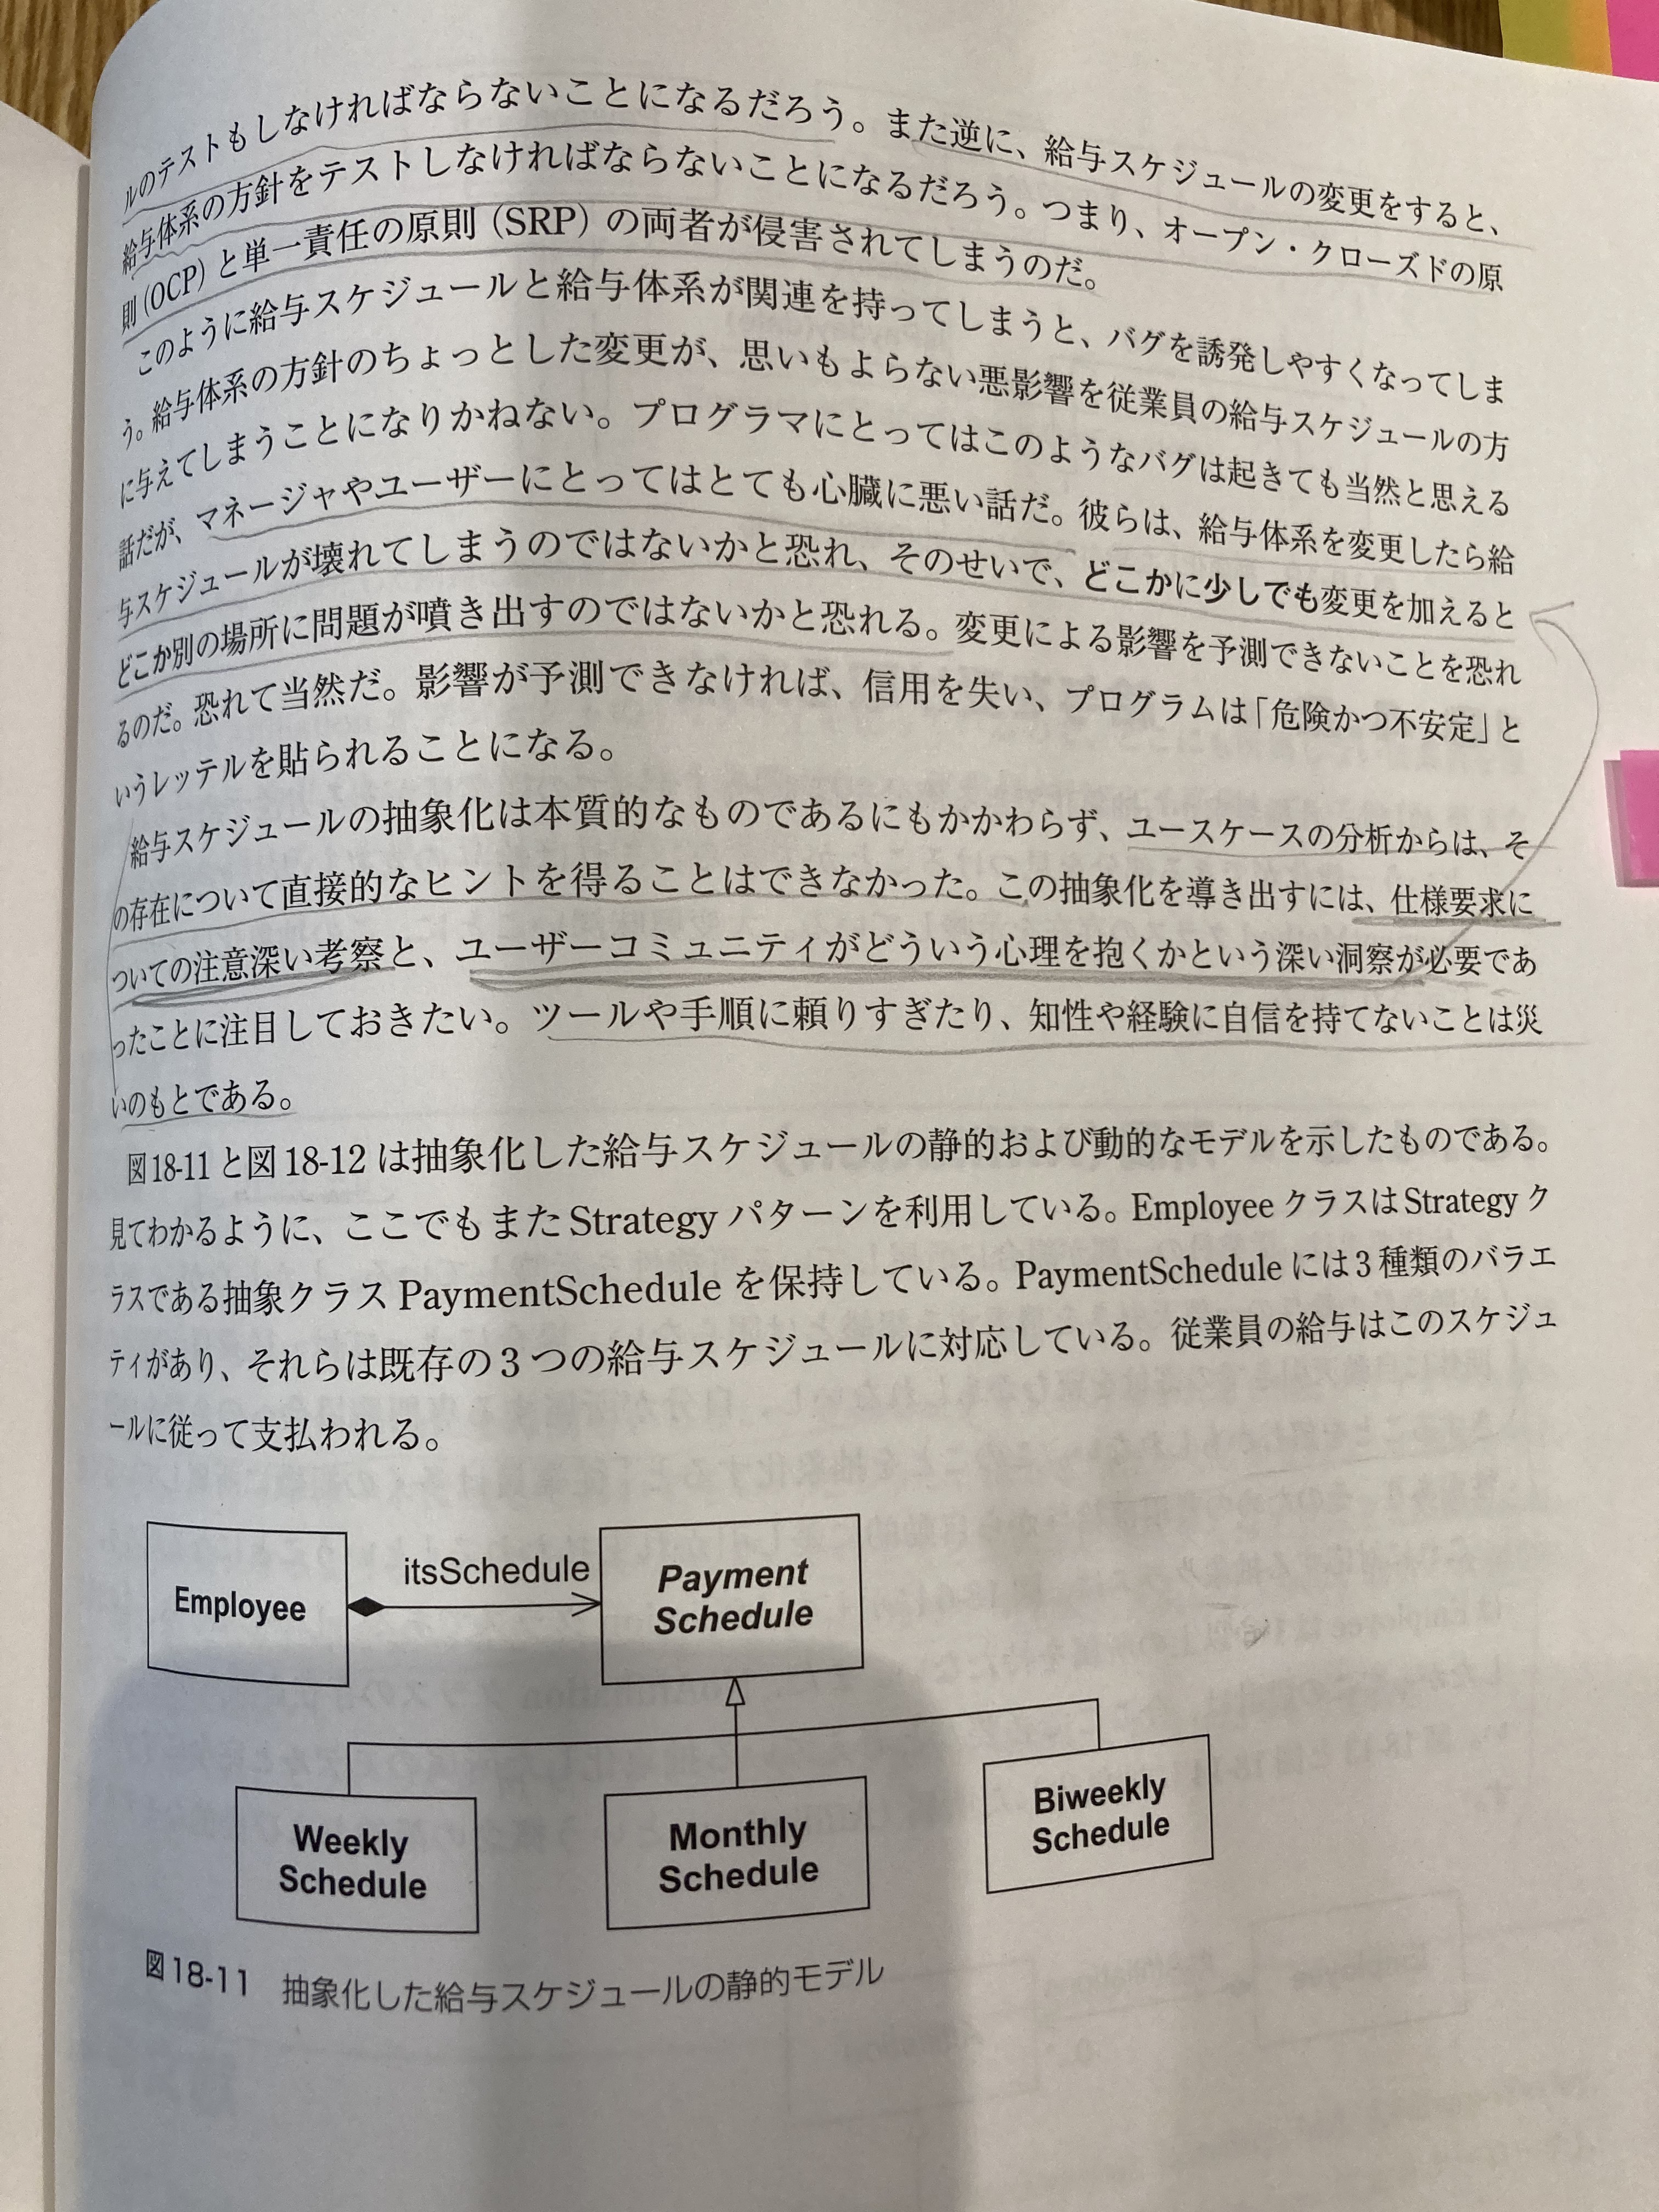 ルのテストもしなければならないことになるだろう。また逆に、給与スケジュールの変更をすると、
給与体系の方針をテストしなければならないことになるだろう。つまり、オープン・クローズドの原
則(OCP)と単一責任の原則(SRP)の両者が侵害されてしまうのだ。
このように給与スケジュールと給与体系が関連を持ってしまうと、バグを誘発しやすくなってしま
う。給与体系の方針のちょっとした変更が、思いもよらない悪影響を従業員の給与スケジュールの方
に与えてしまうことになりかねない。プログラマにとってはこのようなバグは起きても当然と思える
話だが、マネージャやユーザーにとってはとても心臓に悪い話だ。彼らは、給与体系を変更したら給
与スケジュールが壊れてしまうのではないかと恐れ、そのせいで、どこかに少しでも変更を加えると
どこか別の場所に問題が噴き出すのではないかと恐れる。変更による影響を予測できないことを恐れ
るのだ。恐れて当然だ。影響が予測できなければ、信用を失い、プログラムは「危険かつ不安定」と
いうレッテルを貼られることになる。
給与スケジュールの抽象化は本質的なものであるにもかかわらず、ユースケースの分析からは、そ
の存在について直接的なヒントを得ることはできなかった。この抽象化を導き出すには、仕様要求に
ついての注意深い考察と、ユーザーコミュニティがどういう心理を抱くかという深い洞察が必要であ
ったことに注目しておきたい。ツールや手順に頼りすぎたり、知性や経験に自信を持てないことは災
いのもとである。
図18-11と図18-12は抽象化した給与スケジュールの静的および動的なモデルを示したものである。
見てわかるように、ここでもまたStrategyパターンを利用している。EmployeeクラスはStrategyク
ラスである抽象クラスPaymentScheduleを保持している。PaymentScheduleには3種類のバラエ
ティがあり、それらは既存の3つの給与スケジュールに対応している。従業員の給与はこのスケジュ
ールに従って支払われる。
Employee
itsSchedule
Payment
Schedule
Weekly
Schedule
Monthly
Schedule
Biweekly
Schedule
図18-11 抽象化した給与スケジュールの静的モデル